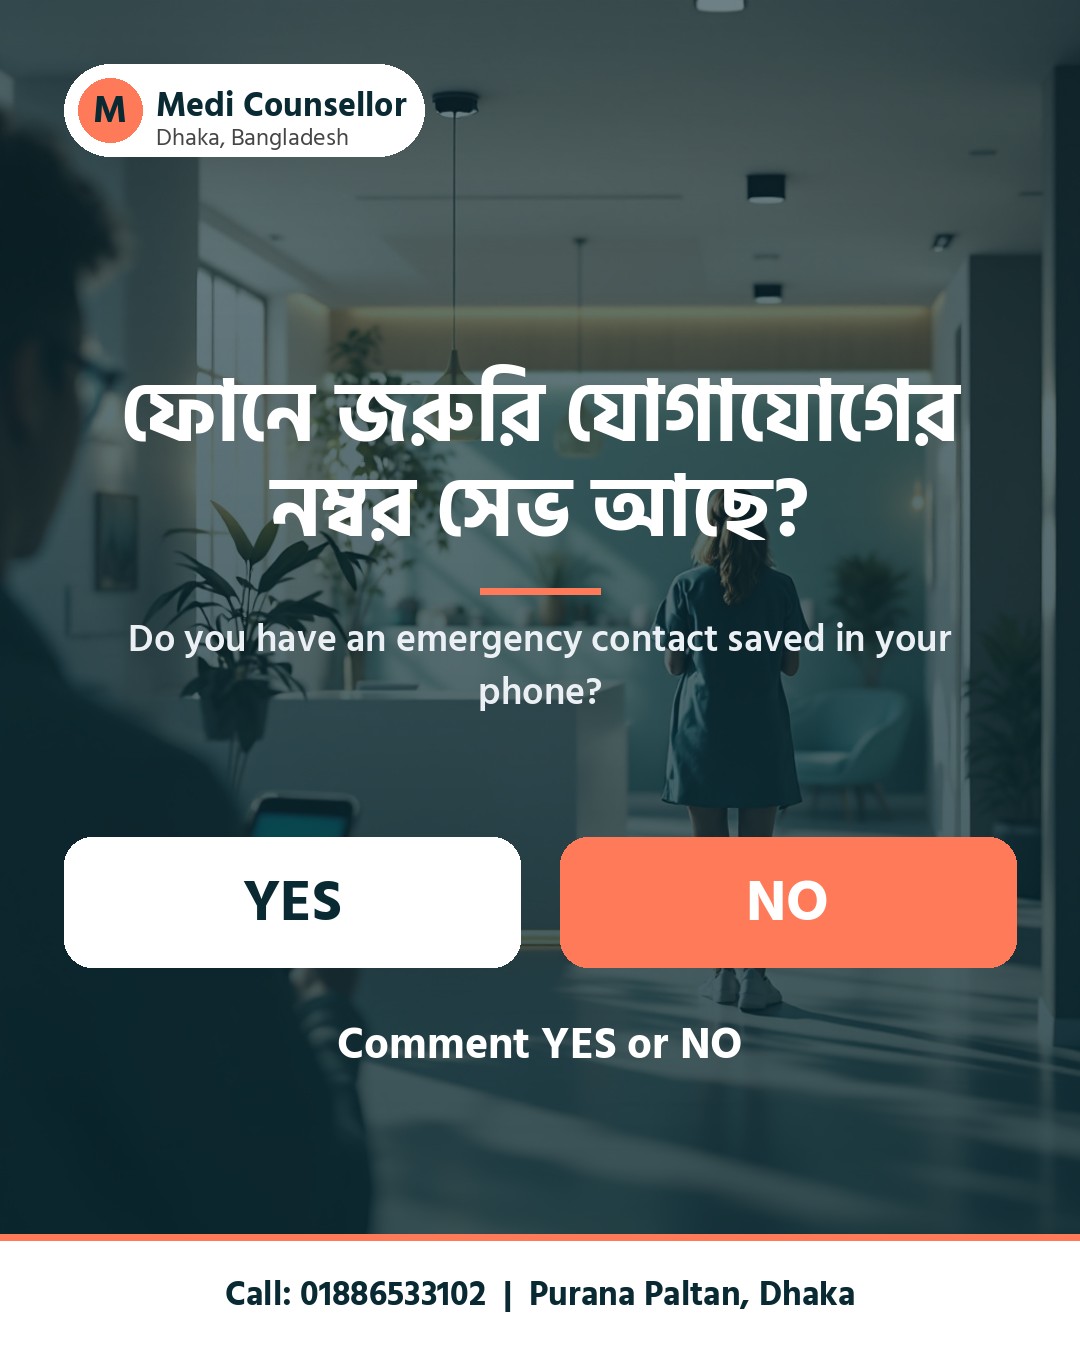 M
Medi Counsellor
Dhaka, Bangladesh
ফোনে জরুরি যোগাযোগের
নম্বর সেভ আছে?
Do you have an emergency contact saved in your
phone?
YES
NO
Comment YES or NO
Call: 01886533102 | Purana Paltan, Dhaka